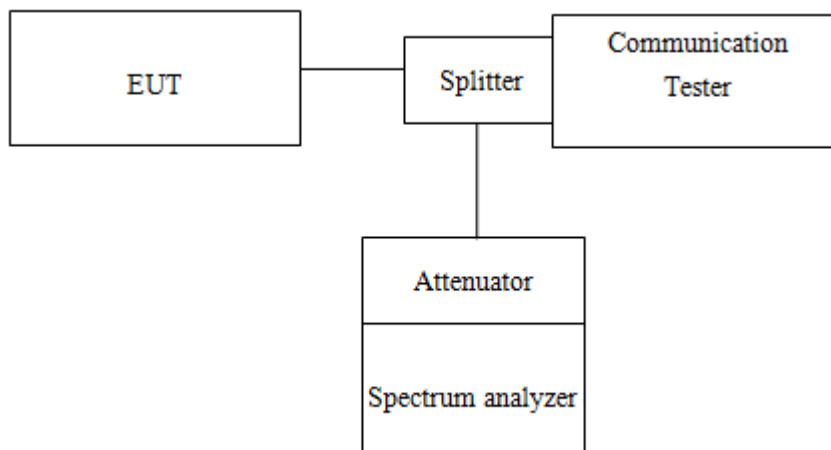 EUT
Splitter
Communication
Tester
Attenuator
Spectrum analyzer